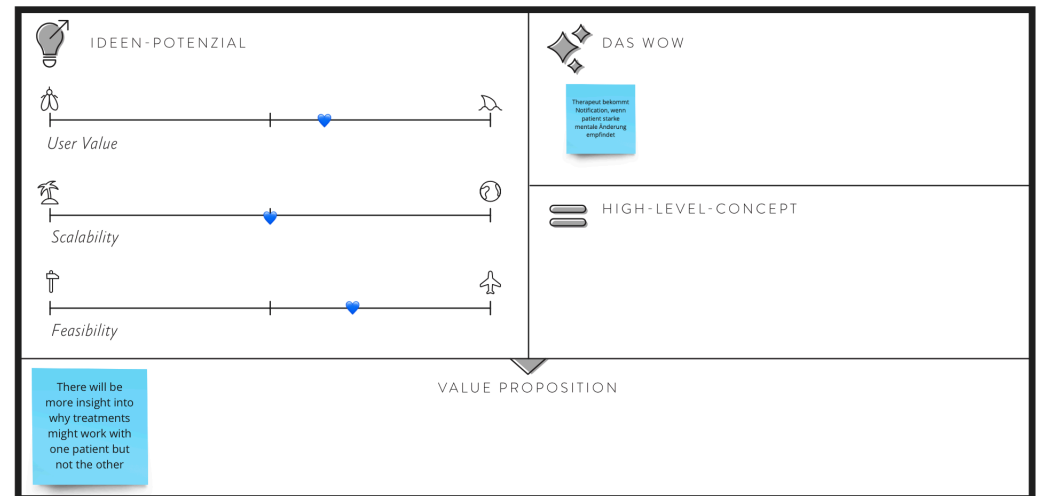 IDEEN-POTENZIAL
User Value
Scalability
Feasibility
DAS WOW
Therapeut bekommt
Notification, wenn
patient starke
mentale Änderung
empfindet
HIGH-LEVEL-CONCEPT
VALUE PROPOSITION
There will be
more insight into
why treatments
might work with
one patient but
not the other